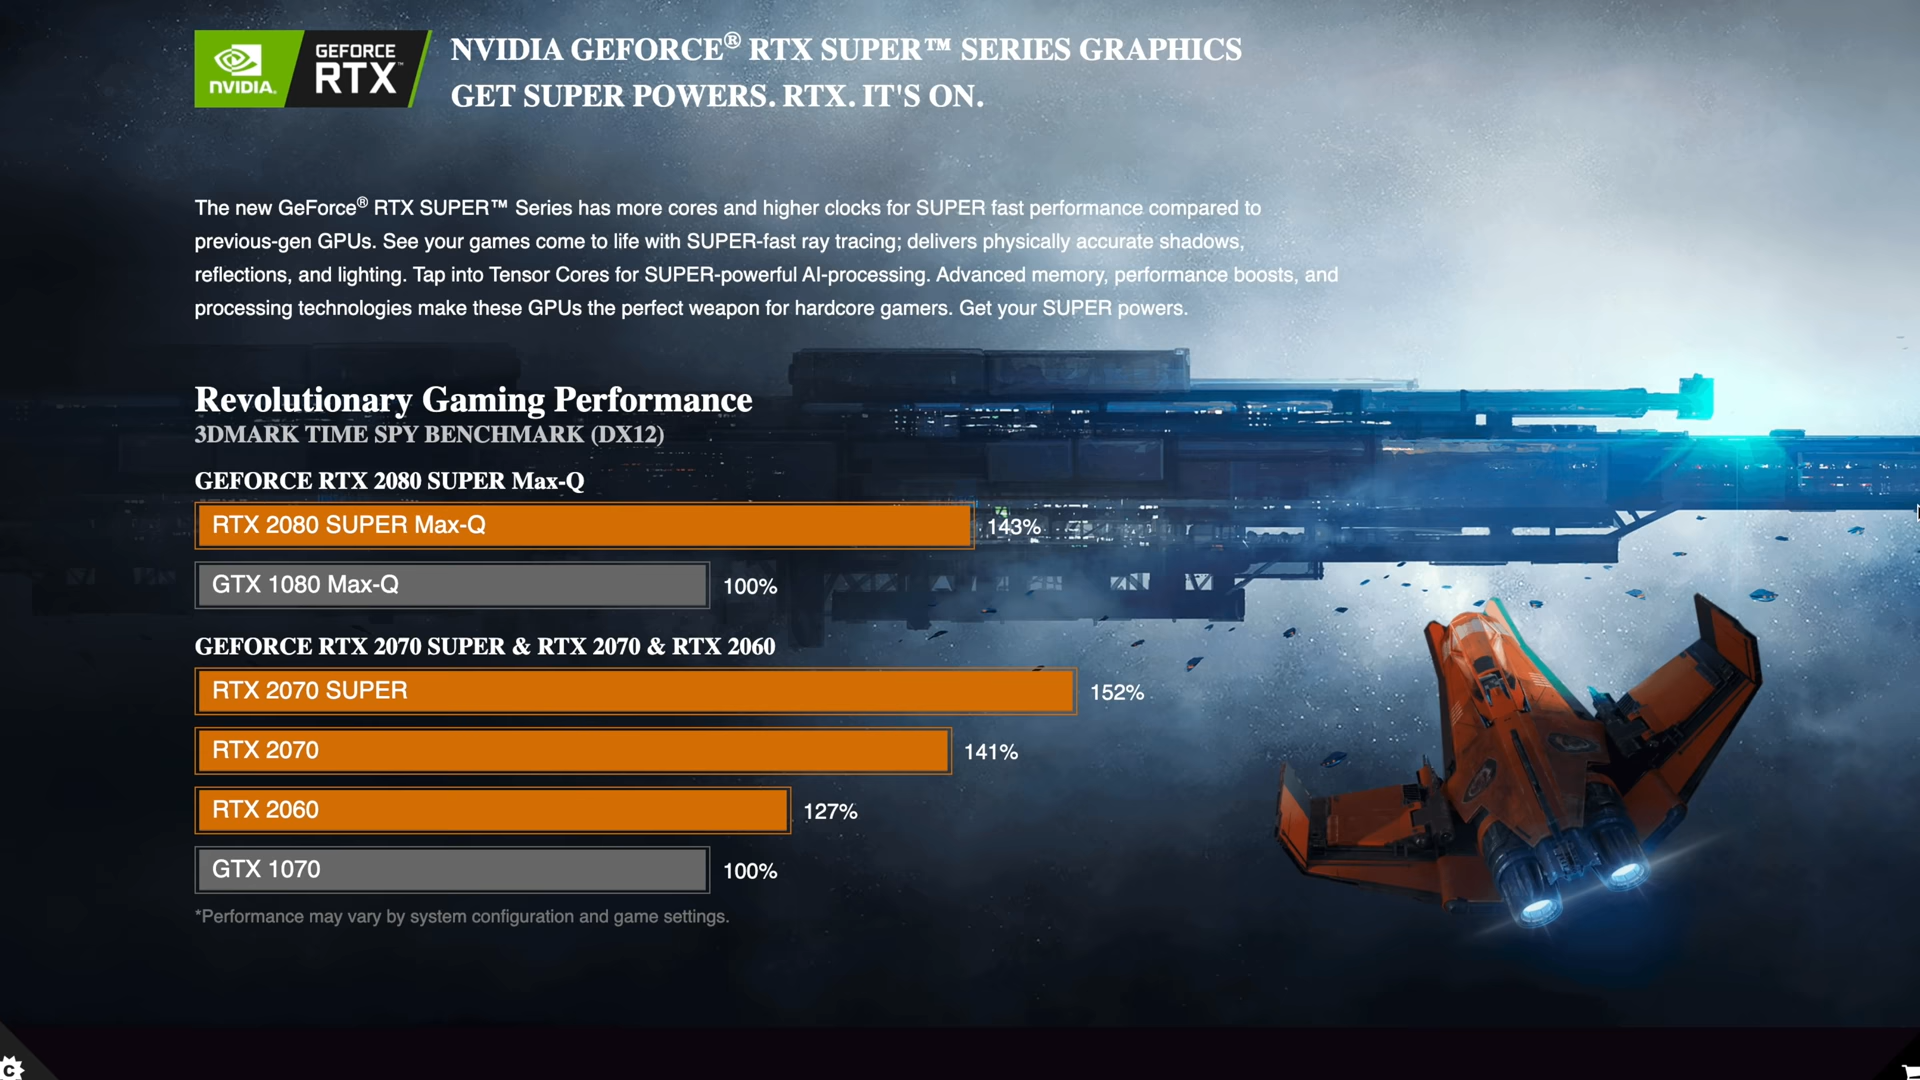 NVIDIA.
GEFORCE
RTX™
NVIDIA GEFORCE® RTX SUPER™ SERIES GRAPHICS
GET SUPER POWERS. RTX. IT'S ON.
The new GeForce® RTX SUPER™ Series has more cores and higher clocks for SUPER fast performance compared to
previous-gen GPUs. See your games come to life with SUPER-fast ray tracing; delivers physically accurate shadows,
reflections, and lighting. Tap into Tensor Cores for SUPER-powerful AI-processing. Advanced memory, performance boosts, and
processing technologies make these GPUs the perfect weapon for hardcore gamers. Get your SUPER powers.
Revolutionary Gaming Performance
3DMARK TIME SPY BENCHMARK (DX12)
GEFORCE RTX 2080 SUPER Max-Q
RTX 2080 SUPER Max-Q 143%
GTX 1080 Max-Q 100%
GEFORCE RTX 2070 SUPER & RTX 2070 & RTX 2060
RTX 2070 SUPER 152%
RTX 2070 141%
RTX 2060 127%
GTX 1070 100%
*Performance may vary by system configuration and game settings.
C